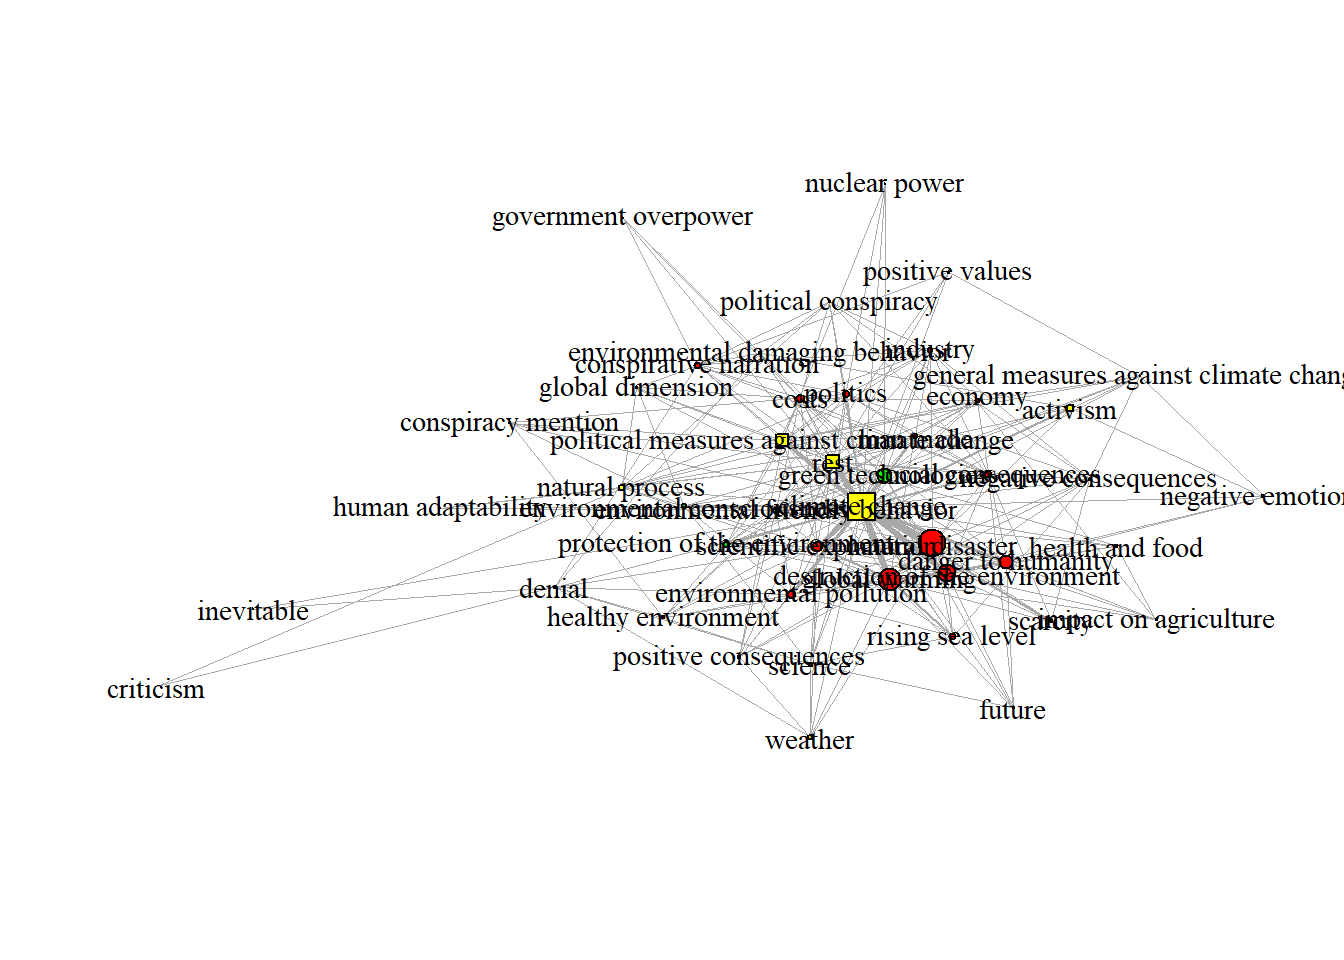 nuclear power
government overpower
positive values
political conspiracy
industry
environmental damaging behavior
conspirative narration
general measures against climate chang
global dimension
politics
costs
economy
activism
conspiracy mention
political measures against climate change
man made
rest
green technologies
social consequences
negative consequences
natural process
negative emotion
human adaptability
environmental consciousness
climate change
environmental friendly behavior
protection of the environment
scientific explanation
natural disaster
health and food
danger to humanity
destruction of the environment
global warming
denial
environmental pollution
inevitable
healthy environment
scarcity
impact on agriculture
rising sea level
positive consequences
science
criticism
future
weather